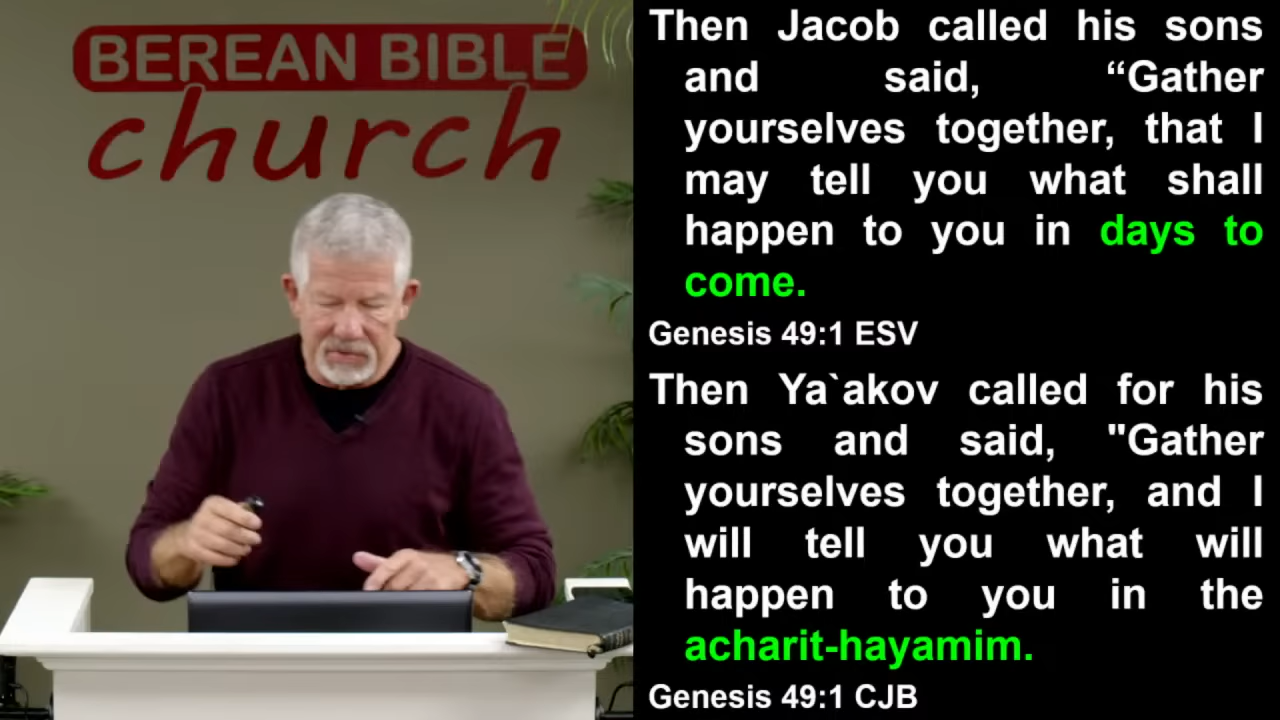 BEREAN BIBLE
church
Then Jacob called his sons
and said, “Gather
yourselves together, that I
may tell you what shall
happen to you in days to
come.
Genesis 49:1 ESV
Then Ya`akov called for his
sons and said, "Gather
yourselves together, and I
will tell you what will
happen to you in the
acharit-hayamim.
Genesis 49:1 CJB